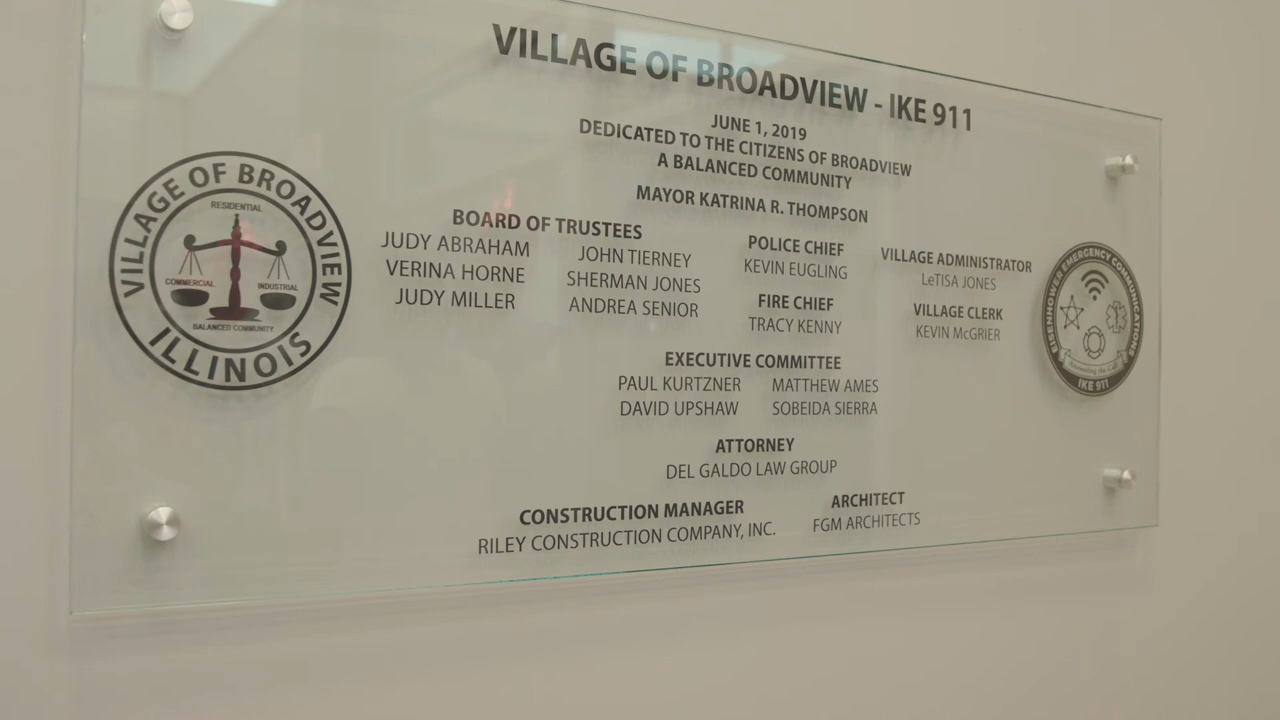 VILLAGE OF BROADVIEW - IKE 911
JUNE 1, 2019
DEDICATED TO THE CITIZENS OF BROADVIEW
A BALANCED COMMUNITY
MAYOR KATRINA R. THOMPSON
BOARD OF TRUSTEES
JUDY ABRAHAM JOHN TIERNEY
VERINA HORNE SHERMAN JONES
JUDY MILLER ANDREA SENIOR
POLICE CHIEF
KEVIN EUGLING
FIRE CHIEF
TRACY KENNY
VILLAGE ADMINISTRATOR
LeTISA JONES
VILLAGE CLERK
KEVIN McGRIER
EXECUTIVE COMMITTEE
PAUL KURTZNER MATTHEW AMES
DAVID UPSHAW SOBEIDA SIERRA
ATTORNEY
DEL GALDO LAW GROUP
CONSTRUCTION MANAGER
RILEY CONSTRUCTION COMPANY, INC.
ARCHITECT
FGM ARCHITECTS
VILLAGE OF BROADVIEW
RESIDENTIAL
COMMERCIAL INDUSTRIAL
BALANCED COMMUNITY
ILLINOIS
EISENHOWER EMERGENCY COMMUNICATIONS
Answering the Call
IKE 911